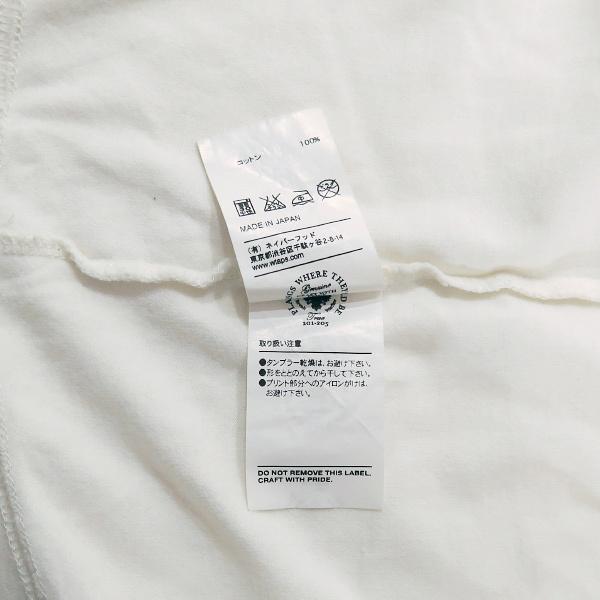 コットン 100%
MADE IN JAPAN
(有) ネイバーフッド
東京都渋谷区千駄ヶ谷2-8-14
www.wtaps.com
PLACES WHERE THEY'D BE
Genuine
True
101-205
取り扱い注意
●タンブラー乾燥は、お避け下さい。
●形をととのえてから干して下さい。
●プリント部分へのアイロンがけは、
お避け下さい。
DO NOT REMOVE THIS LABEL.
CRAFT WITH PRIDE.